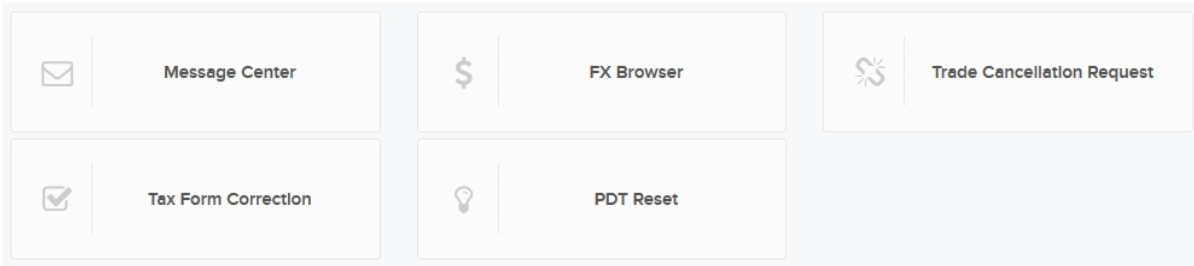 Message Center
FX Browser
Trade Cancellation Request
Tax Form Correction
PDT Reset